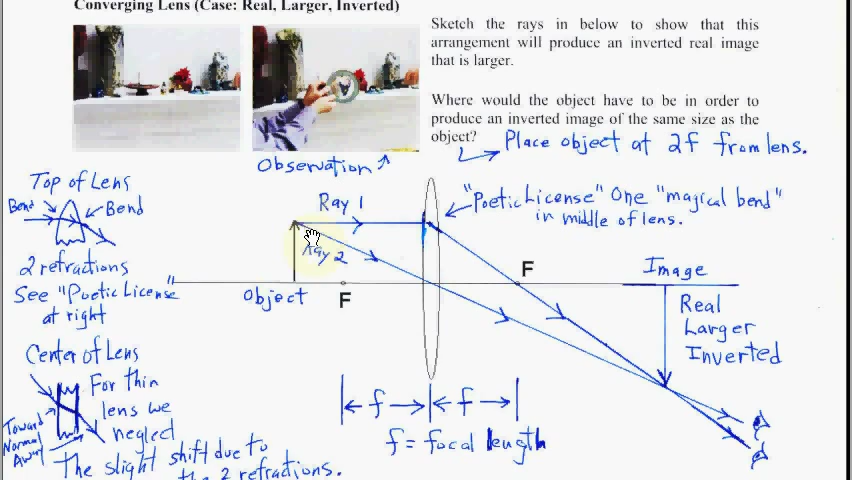 Converging Lens (Case: Real, Larger, Inverted)
Sketch the rays in below to show that this
arrangement will produce an inverted real image
that is larger.
Where would the object have to be in order to
produce an inverted image of the same size as the
object?
Place object at 2f from lens.
Observation
Top of Lens
Bend
Bend
2 refractions
See "Poetic License"
at right
Ray 1
"Poetic License" One "magical bend"
in middle of lens.
Ray 2
Object
F
F
Image
Real
Larger
Inverted
Center of Lens
For thin
lens we
neglect
The slight shift due to
the 2 refractions.
Toward
Normal
Away
f
f
f = focal length